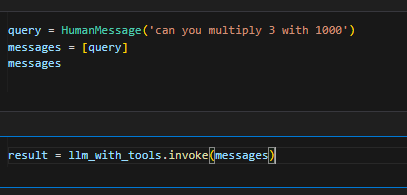 query = HumanMessage('can you multiply 3 with 1000')
messages = [query]
messages
result = llm_with_tools.invoke(messages)